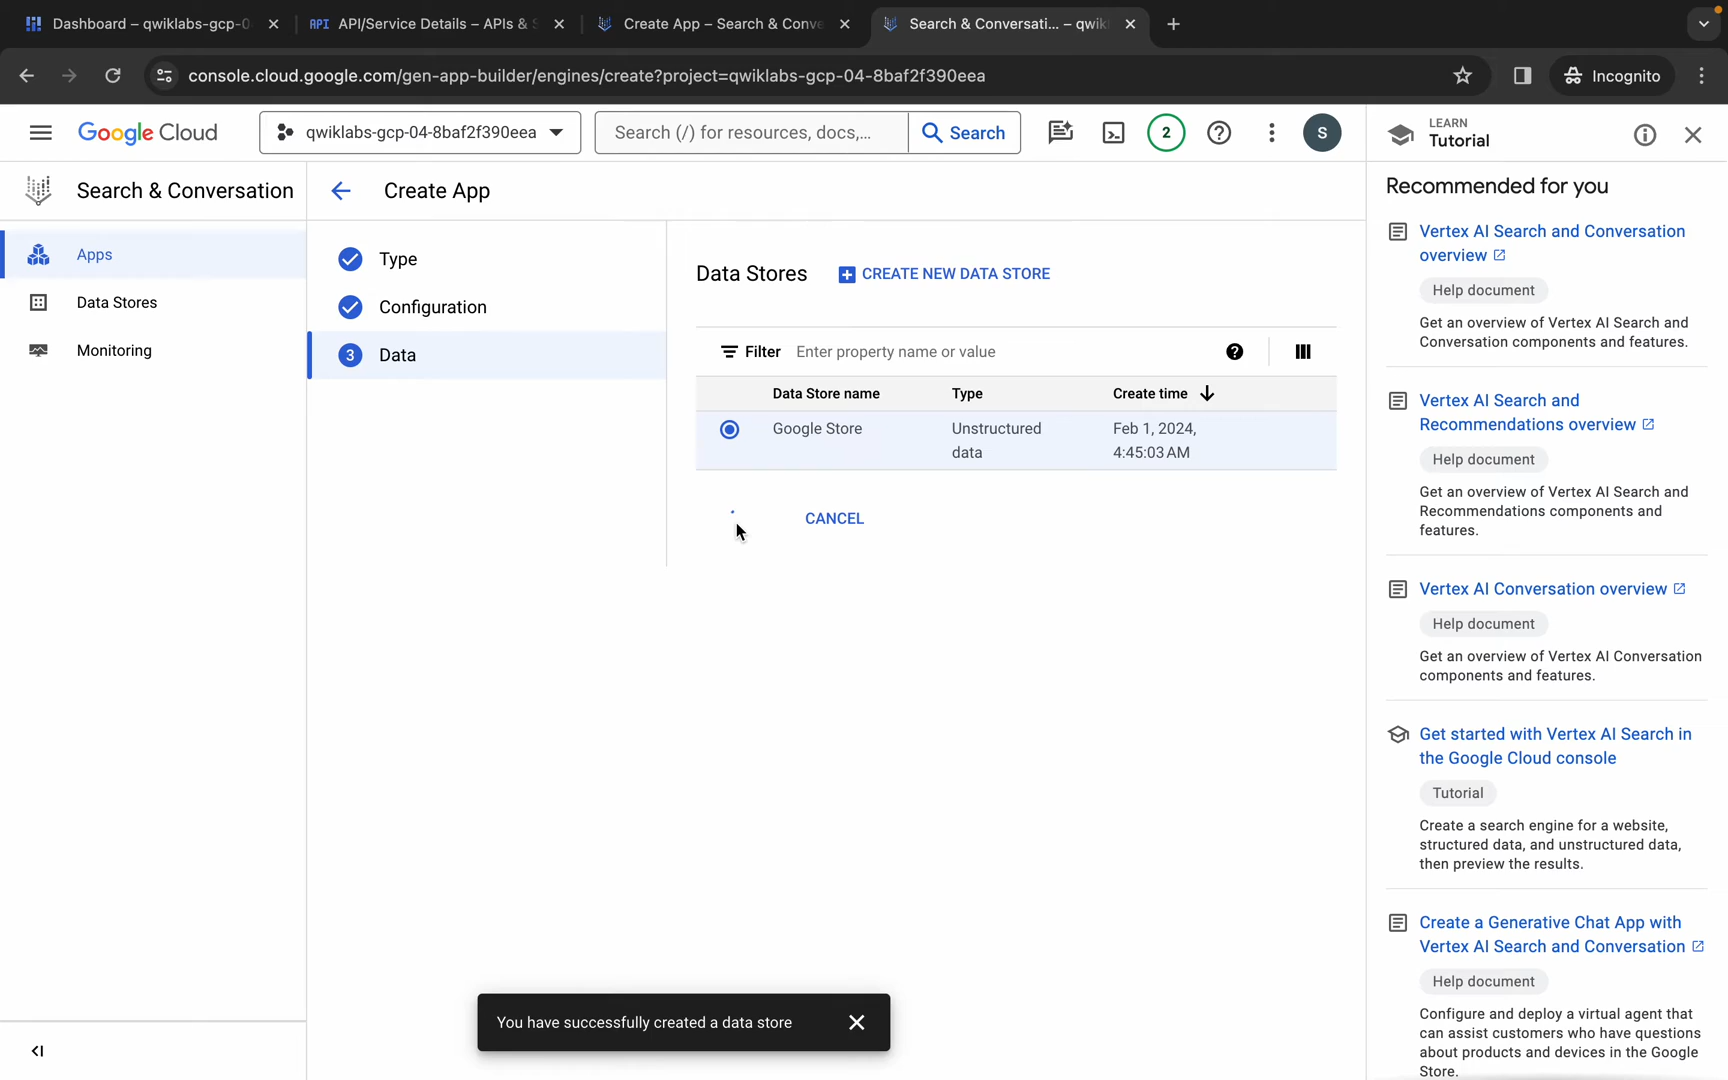 Dashboard – qwiklabs-gcp-0
API API/Service Details – APIs & S
Create App – Search & Conve
Search & Conversati... – qwik
console.cloud.google.com/gen-app-builder/engines/create?project=qwiklabs-gcp-04-8baf2f390eea
Incognito
Google Cloud
qwiklabs-gcp-04-8baf2f390eea
Search (/) for resources, docs,...
Search
2
S
LEARN
Tutorial
Search & Conversation
Create App
Apps
Data Stores
Monitoring
Type
Configuration
3 Data
Data Stores
CREATE NEW DATA STORE
Filter Enter property name or value
Data Store name Type Create time
Google Store Unstructured data Feb 1, 2024, 4:45:03 AM
CANCEL
You have successfully created a data store
Recommended for you
Vertex AI Search and Conversation
overview
Help document
Get an overview of Vertex AI Search and
Conversation components and features.
Vertex AI Search and
Recommendations overview
Help document
Get an overview of Vertex AI Search and
Recommendations components and
features.
Vertex AI Conversation overview
Help document
Get an overview of Vertex AI Conversation
components and features.
Get started with Vertex AI Search in
the Google Cloud console
Tutorial
Create a search engine for a website,
structured data, and unstructured data,
then preview the results.
Create a Generative Chat App with
Vertex AI Search and Conversation
Help document
Configure and deploy a virtual agent that
can assist customers who have questions
about products and devices in the Google
Store.